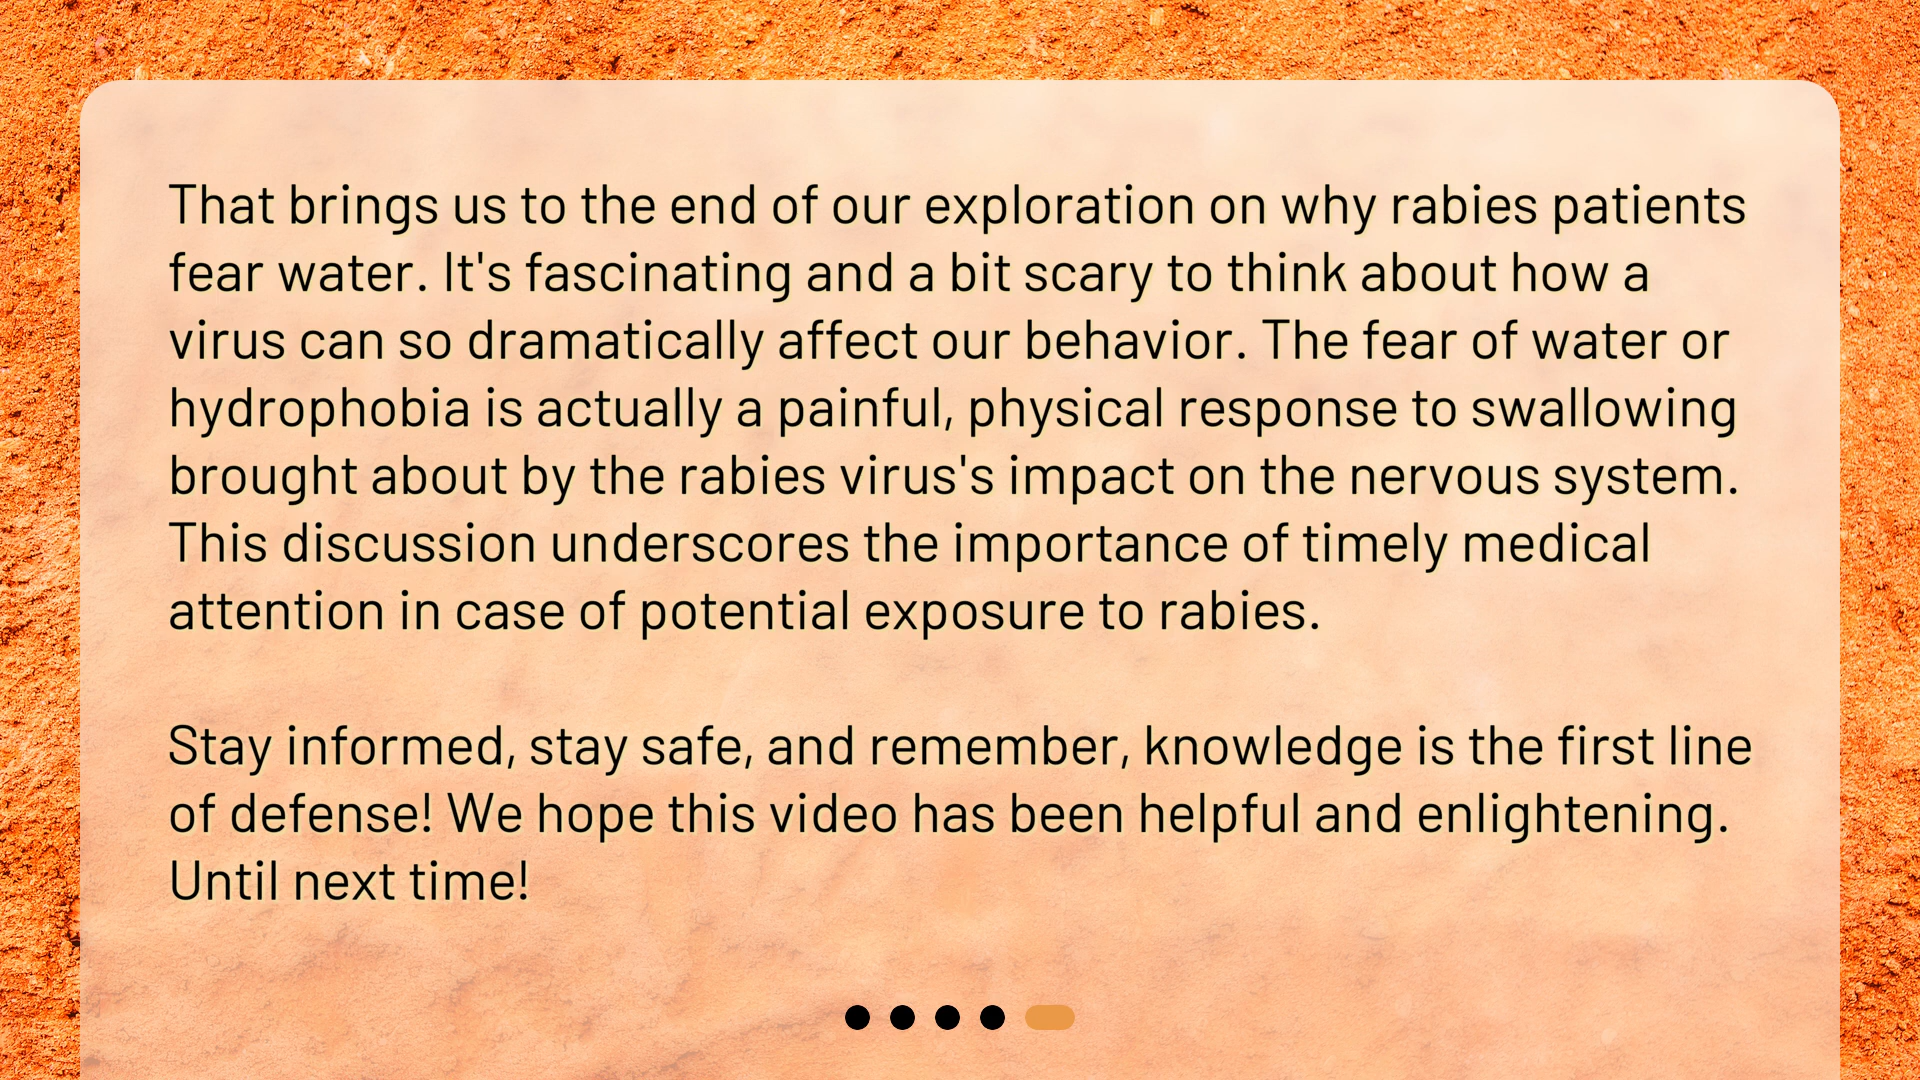 That brings us to the end of our exploration on why rabies patients
fear water. It's fascinating and a bit scary to think about how a
virus can so dramatically affect our behavior. The fear of water or
hydrophobia is actually a painful, physical response to swallowing
brought about by the rabies virus's impact on the nervous system.
This discussion underscores the importance of timely medical
attention in case of potential exposure to rabies.
Stay informed, stay safe, and remember, knowledge is the first line
of defense! We hope this video has been helpful and enlightening.
Until next time!